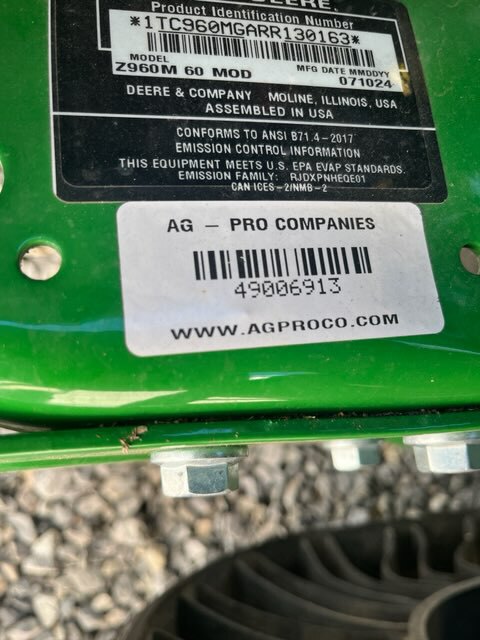 DEERE
Product Identification Number
*1TC960MGARR130163*
MODEL
MFG DATE MMDDYY
Z960M 60 MOD
071024
DEERE & COMPANY MOLINE, ILLINOIS, USA
ASSEMBLED IN USA
CONFORMS TO ANSI B71.4-2017
EMISSION CONTROL INFORMATION
THIS EQUIPMENT MEETS U.S. EPA EVAP STANDARDS.
EMISSION FAMILY: RJDXPNHEQE01
CAN ICES-2/NMB-2
AG - PRO COMPANIES
49006913
WWW.AGPROCO.COM